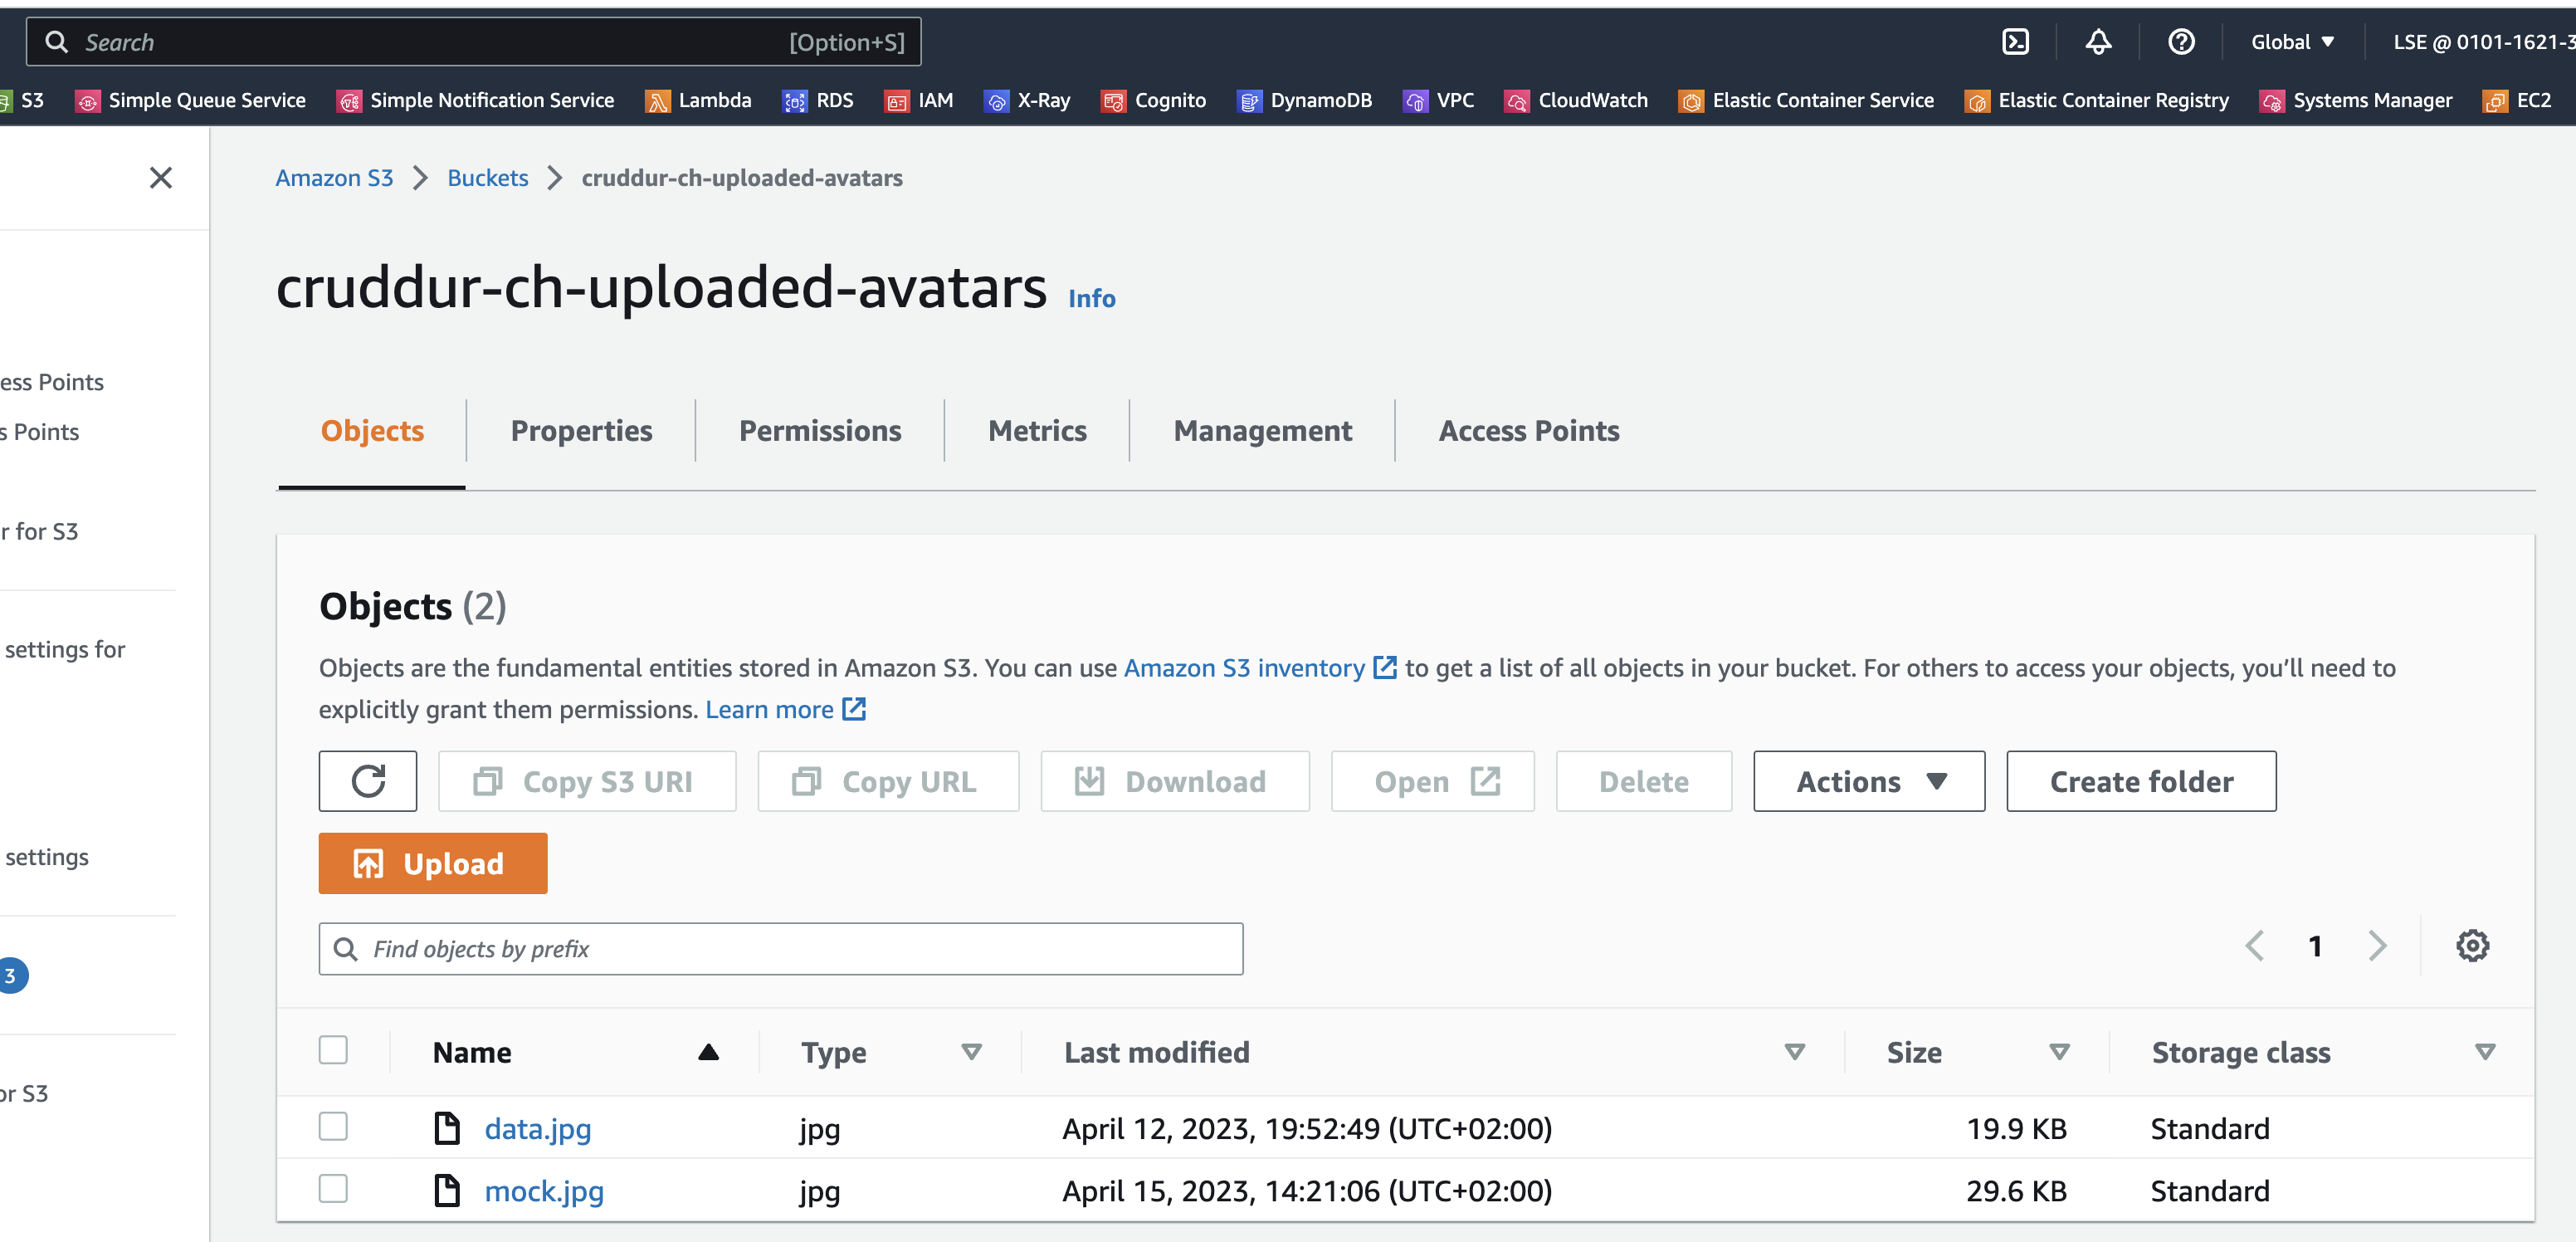 Search [Option+S] Global LSE @ 0101-1621-3
S3 Simple Queue Service Simple Notification Service Lambda RDS IAM X-Ray Cognito DynamoDB VPC CloudWatch Elastic Container Service Elastic Container Registry Systems Manager EC2
Amazon S3 Buckets cruddur-ch-uploaded-avatars
cruddur-ch-uploaded-avatars Info
ess Points
s Points
r for S3
settings for
settings
3
or S3
Objects Properties Permissions Metrics Management Access Points
Objects (2)
Objects are the fundamental entities stored in Amazon S3. You can use Amazon S3 inventory to get a list of all objects in your bucket. For others to access your objects, you’ll need to
explicitly grant them permissions. Learn more
Copy S3 URI Copy URL Download Open Delete Actions Create folder
Upload
Find objects by prefix 1
Name Type Last modified Size Storage class
data.jpg jpg April 12, 2023, 19:52:49 (UTC+02:00) 19.9 KB Standard
mock.jpg jpg April 15, 2023, 14:21:06 (UTC+02:00) 29.6 KB Standard